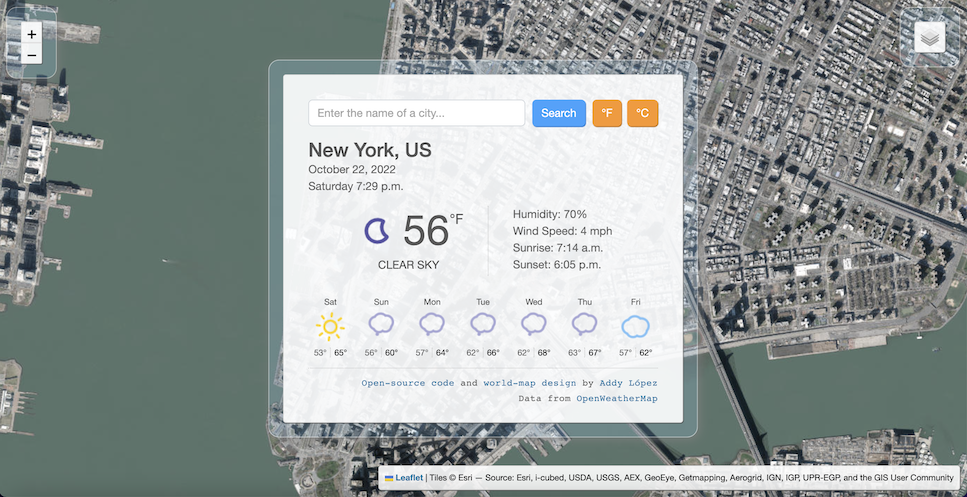 +
−
Enter the name of a city...
Search
°F
°C
New York, US
October 22, 2022
Saturday 7:29 p.m.
56°F
CLEAR SKY
Humidity: 70%
Wind Speed: 4 mph
Sunrise: 7:14 a.m.
Sunset: 6:05 p.m.
Sat Sun Mon Tue Wed Thu Fri
53° 65° 56° 60° 57° 64° 62° 66° 62° 68° 63° 67° 57° 62°
Open-source code and world-map design by Addy López
Data from OpenWeatherMap
Leaflet | Tiles © Esri — Source: Esri, i-cubed, USDA, USGS, AEX, GeoEye, Getmapping, Aerogrid, IGN, IGP, UPR-EGP, and the GIS User Community